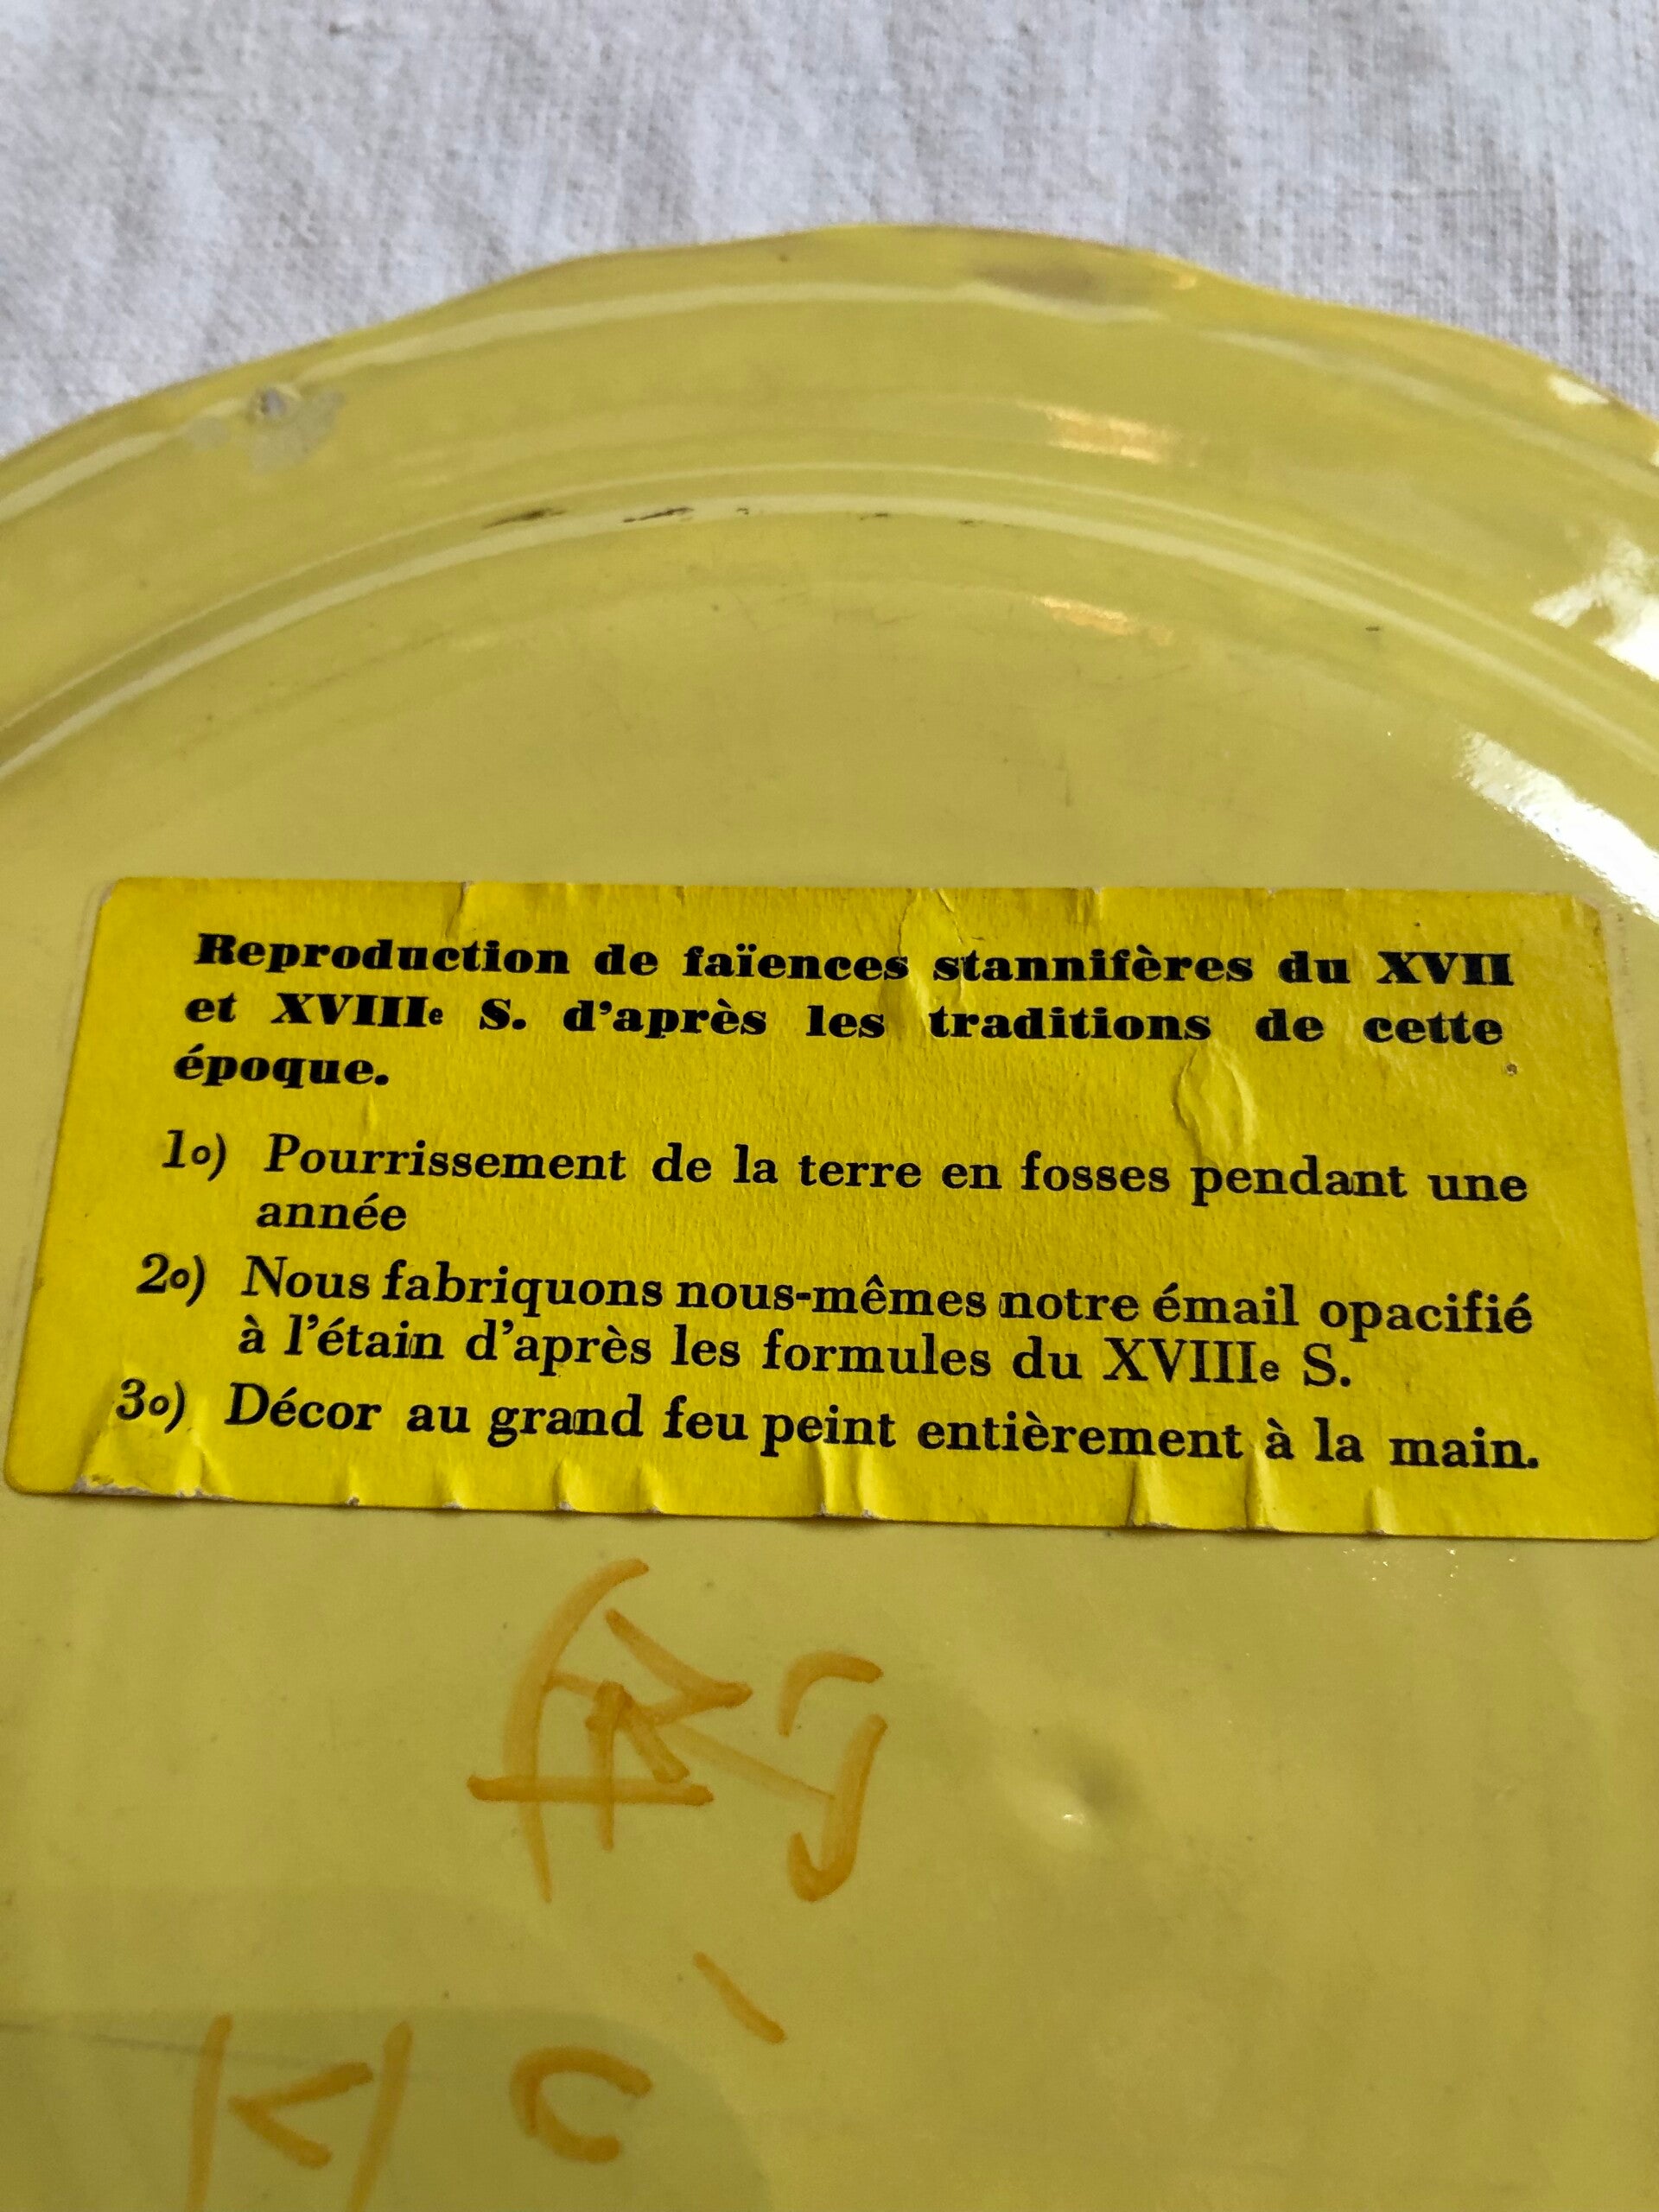 Reproduction de faïences stannifères du XVII
et XVIIIe S. d'après les traditions de cette
époque.
1o) Pourrissement de la terre en fosses pendant une
année
2o) Nous fabriquons nous-mêmes notre émail opacifié
à l'étain d'après les formules du XVIIIe S.
3o) Décor au grand feu peint entièrement à la main.